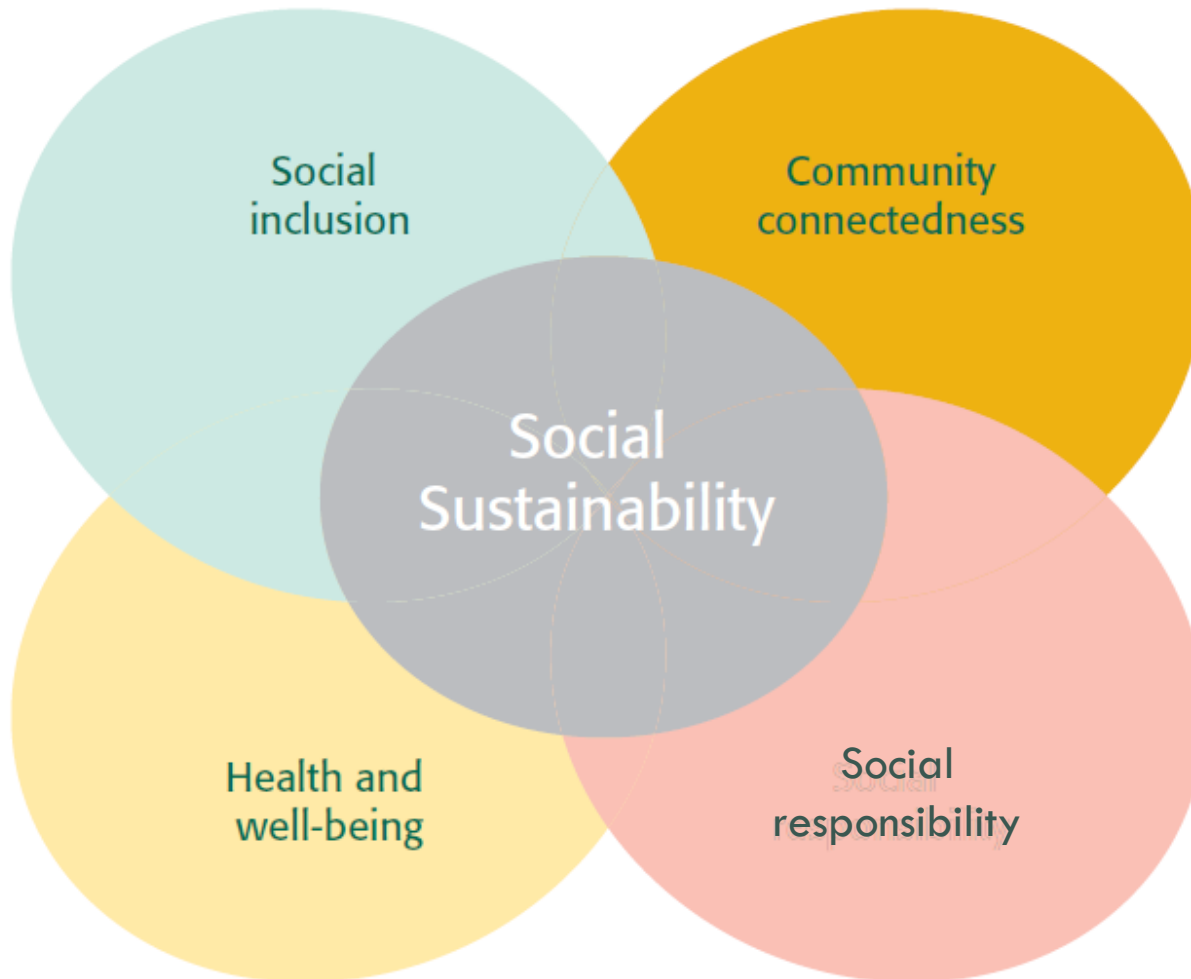 Social
inclusion
Community
connectedness
Social
Sustainability
Health and
well-being
Social
responsibility